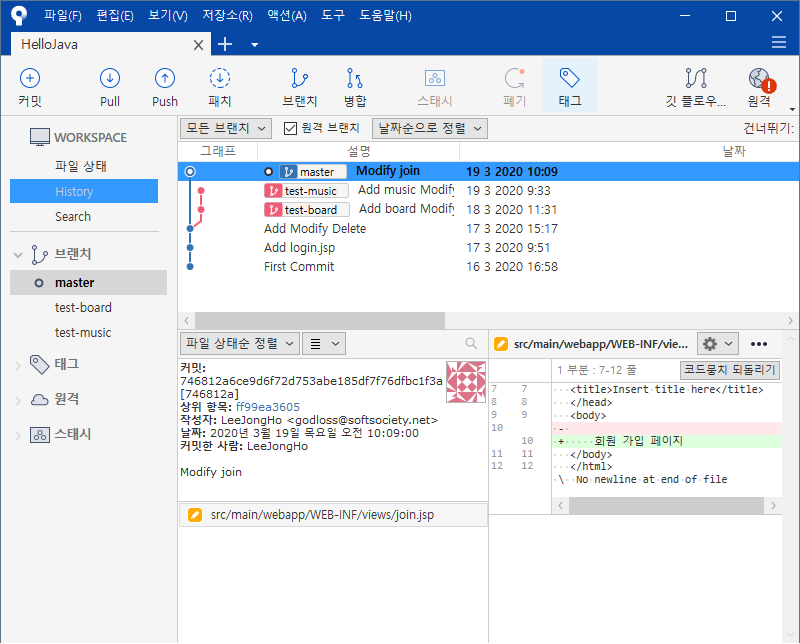 파일(F) 편집(E) 보기(V) 저장소(R) 액션(A) 도구 도움말(H)
HelloJava
커밋 Pull Push 패치 브랜치 병합 스태시 폐기 태그 깃 플로우... 원격
WORKSPACE
파일 상태
History
Search
브랜치
master
test-board
test-music
태그
원격
스태시
모든 브랜치 원격 브랜치 날짜순으로 정렬 건너뛰기:
그래프 설명 날짜
master Modify join 19 3 2020 10:09
test-music Add music Modify 19 3 2020 9:33
test-board Add board Modify 18 3 2020 11:31
Add Modify Delete 17 3 2020 15:17
Add login.jsp 17 3 2020 9:51
First Commit 16 3 2020 16:58
파일 상태순 정렬
커밋:
746812a6ce9d6f72d753abe185df7f76dfbc1f3a
[746812a]
상위 항목: ff99ea3605
작성자: LeeJongHo <godloss@softsociety.net>
날짜: 2020년 3월 19일 목요일 오전 10:09:00
커밋한 사람: LeeJongHo
Modify join
src/main/webapp/WEB-INF/views/join.jsp
src/main/webapp/WEB-INF/vie...
1 부분 : 7-12 줄 코드뭉치 되돌리기
7 7 <title>Insert title here</title>
8 8 </head>
9 9 <body>
10 -
10 + 회원 가입 페이지
11 11 </body>
12 12 </html>
\ No newline at end of file